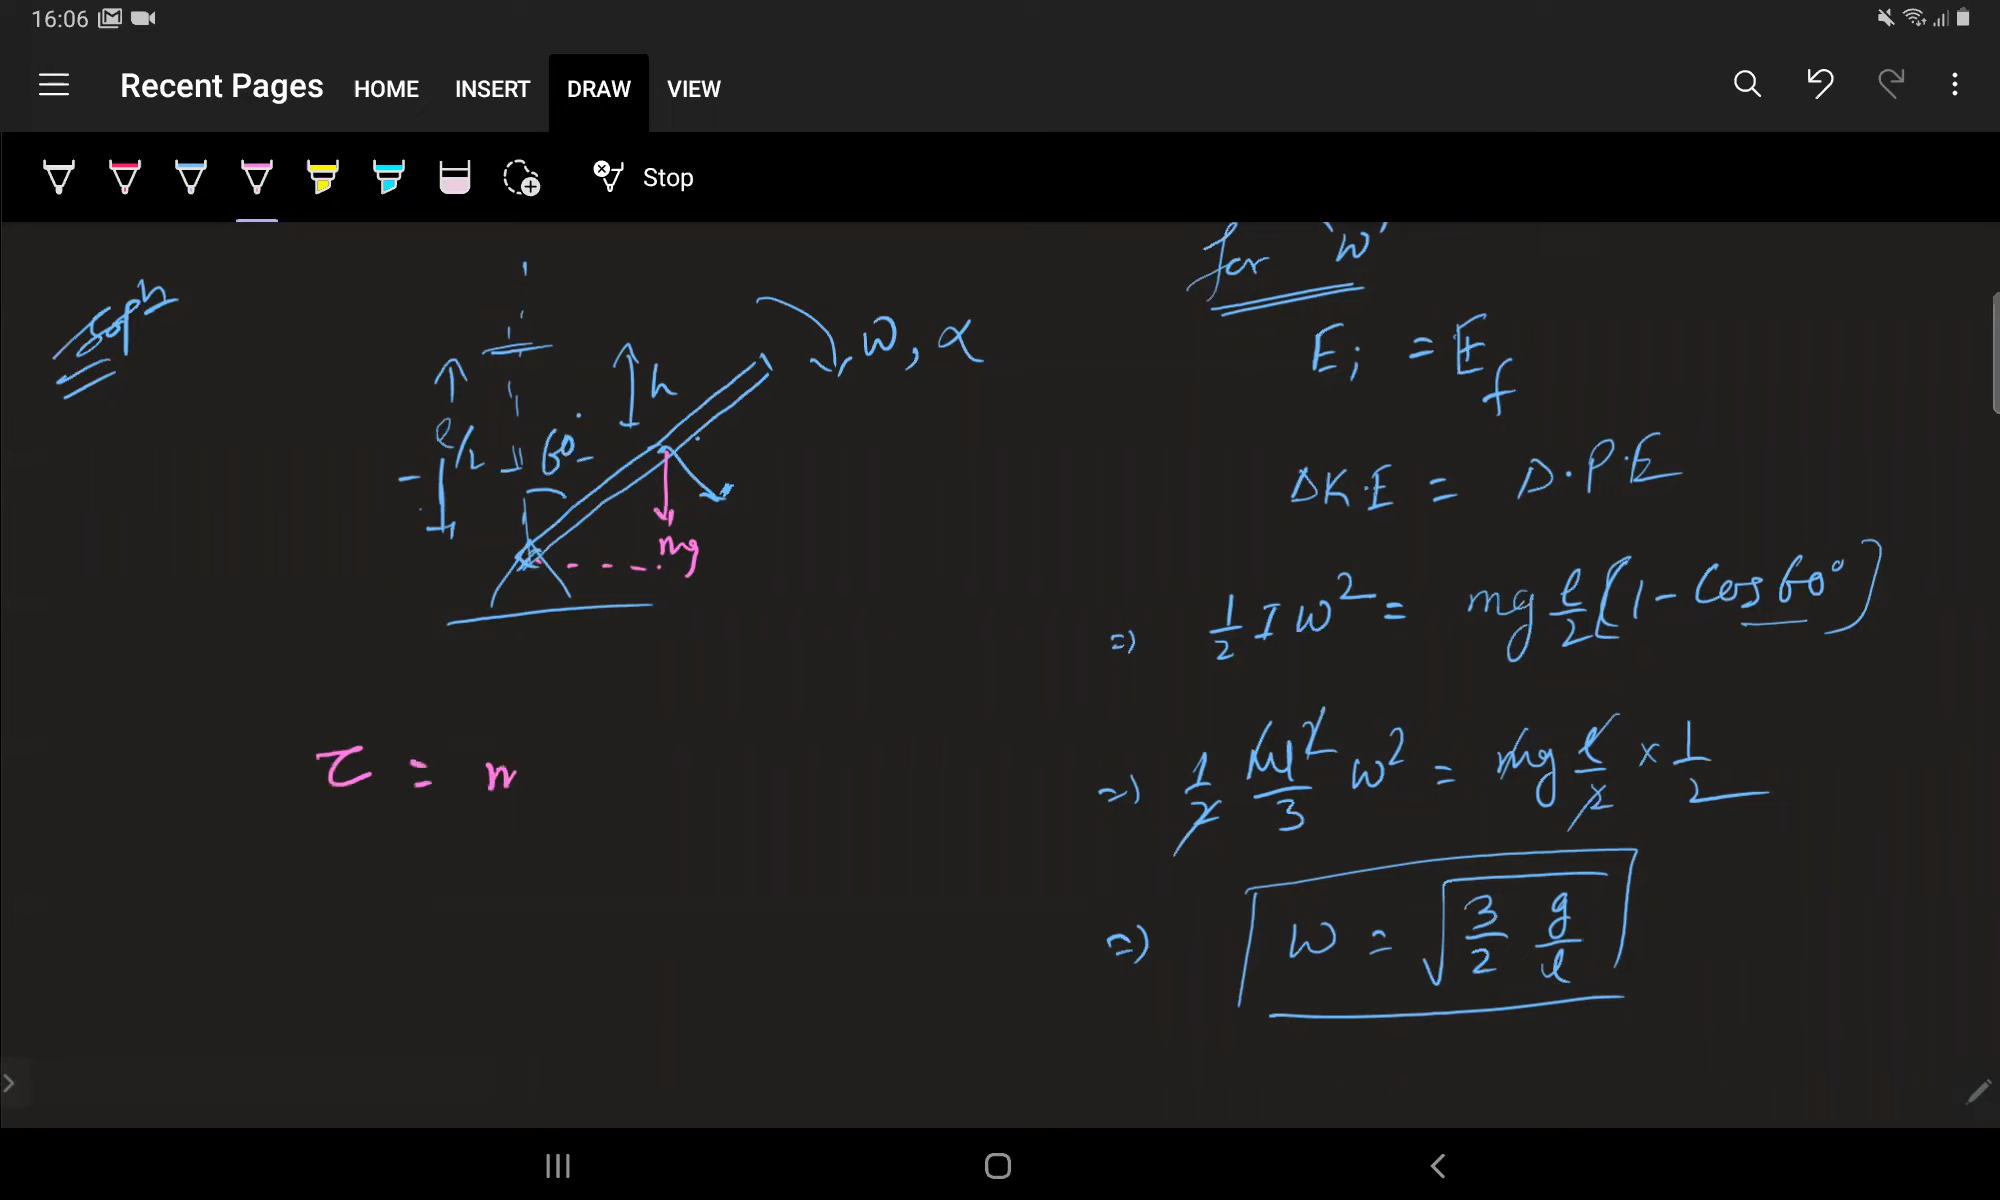 16:06
Recent Pages HOME INSERT DRAW VIEW
Stop
Sopn
l/2
60°
h
ω, α
mg
τ = m
for 'ω'
Ei = Ef
ΔK.E = D.P.E
=) 1/2 I ω² = mg l/2 (1 - Cos 60°)
=) 1/2 Ml²/3 ω² = mg l/2 × 1/2
=) ω = √(3/2 g/l)